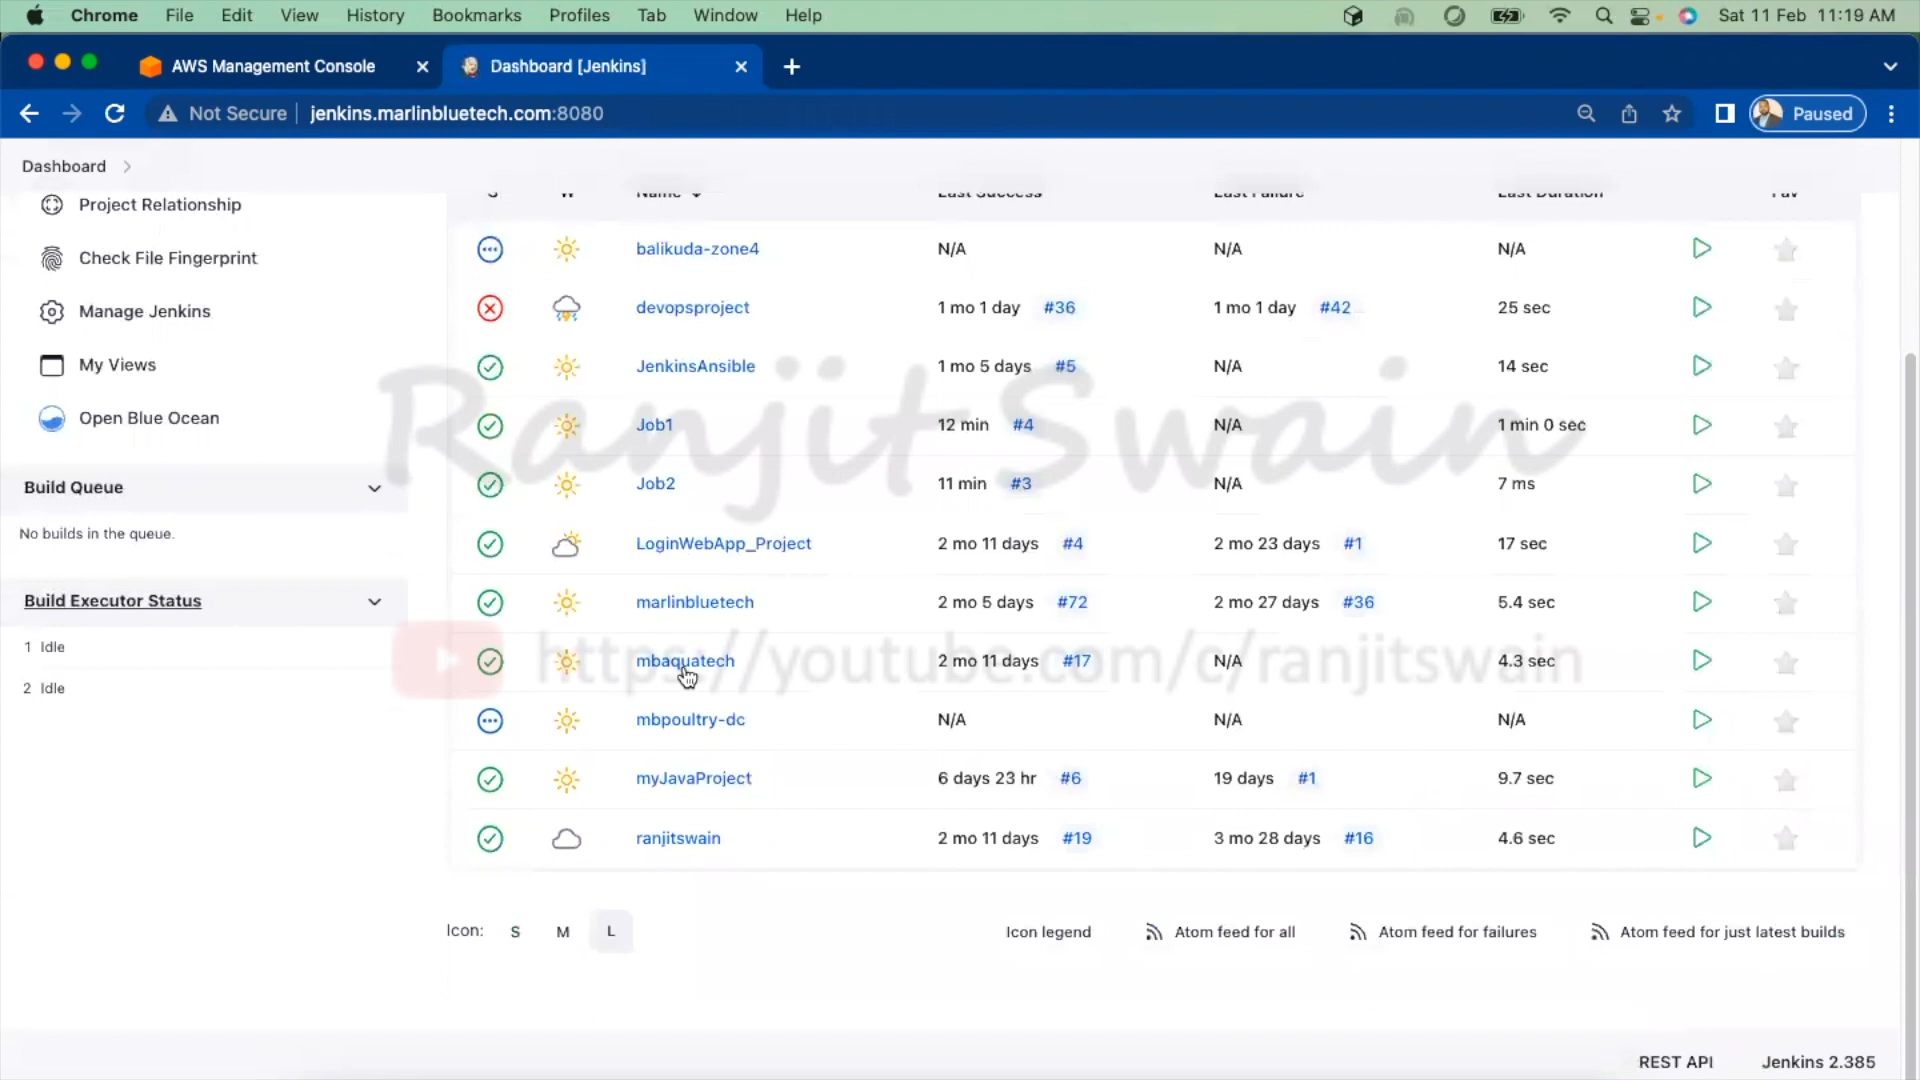 Chrome File Edit View History Bookmarks Profiles Tab Window Help Sat 11 Feb 11:19 AM
AWS Management Console Dashboard [Jenkins]
Not Secure jenkins.marlinbluetech.com:8080 Paused
Dashboard
S W Name Last Success Last Failure Last Duration Fav
Project Relationship
Check File Fingerprint
Manage Jenkins
My Views
Open Blue Ocean
Build Queue
No builds in the queue.
Build Executor Status
1 Idle
2 Idle
balikuda-zone4 N/A N/A N/A
devopsproject 1 mo 1 day #36 1 mo 1 day #42 25 sec
JenkinsAnsible 1 mo 5 days #5 N/A 14 sec
Job1 12 min #4 N/A 1 min 0 sec
Job2 11 min #3 N/A 7 ms
LoginWebApp_Project 2 mo 11 days #4 2 mo 23 days #1 17 sec
marlinbluetech 2 mo 5 days #72 2 mo 27 days #36 5.4 sec
mbaquatech 2 mo 11 days #17 N/A 4.3 sec
mbpoultry-dc N/A N/A N/A
myJavaProject 6 days 23 hr #6 19 days #1 9.7 sec
ranjitswain 2 mo 11 days #19 3 mo 28 days #16 4.6 sec
Ranjit Swain
https://youtube.com/c/ranjitswain
Icon: S M L Icon legend Atom feed for all Atom feed for failures Atom feed for just latest builds
REST API Jenkins 2.385